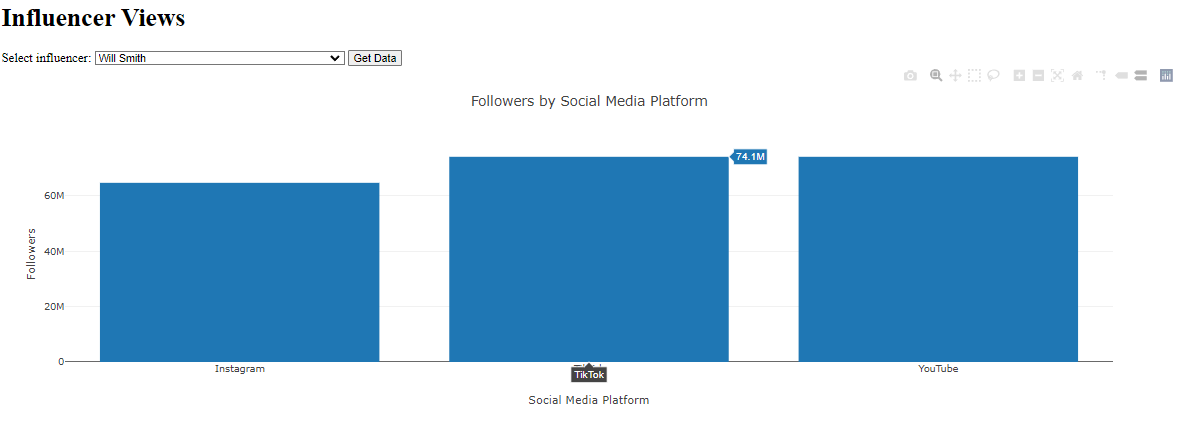 Influencer Views
Select influencer: Will Smith Get Data
Followers by Social Media Platform
74.1M
60M
40M
20M
0
Followers
Instagram
YouTube
TikTok
Social Media Platform